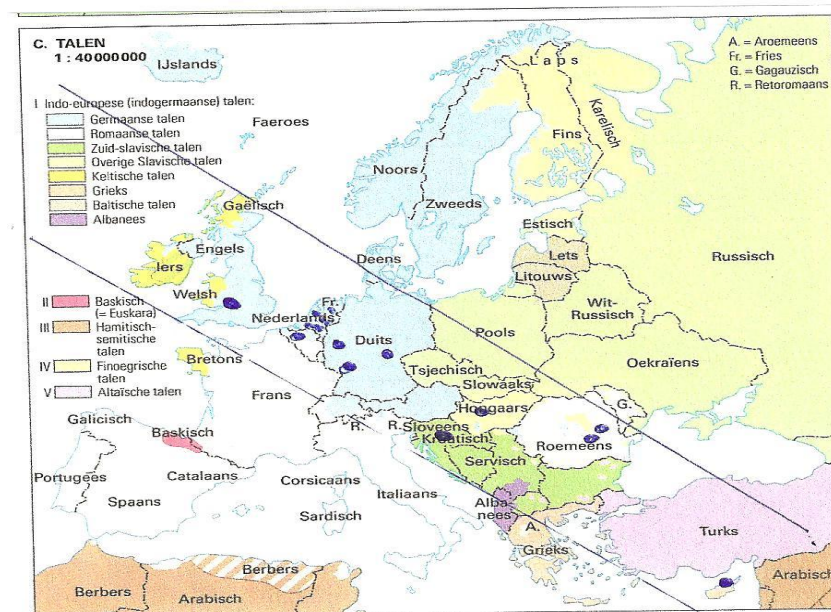 C. TALEN
1 : 40 000 000
I Indo-europese (indogermaanse) talen:
Germaanse talen
Romaanse talen
Zuid-slavische talen
Overige Slavische talen
Keltische talen
Grieks
Baltische talen
Albanees
II Baskisch
(= Euskara)
III Hamitisch-
semitische
talen
IV Finoegrische
talen
V Altaïsche talen
A. = Aroemeens
Fr. = Fries
G. = Gagauzisch
R. = Retoromaans
IJslands
Faeroes
Laps
Karelisch
Fins
Noors
Zweeds
Gaëlisch
Estisch
Engels
Iers
Deens
Lets
Litouws
Russisch
Welsh
Fr.
Nederlands
Wit-
Russisch
Duits
Pools
Bretons
Tsjechisch
Oekraïens
Slowaaks
Frans
Hongaars
G.
R.
R.
Sloveens
Kroatisch
Roemeens
Galicisch
Baskisch
Servisch
Portugees
Catalaans
Corsicaans
Italiaans
Spaans
Sardisch
Alba-
nees
A.
Turks
Grieks
Berbers
Berbers
Arabisch
Arabisch